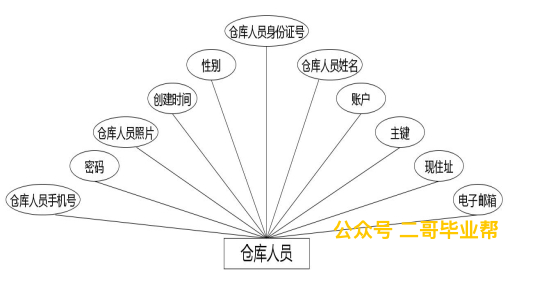 仓库人员身份证号
性别
仓库人员姓名
创建时间
账户
仓库人员照片
主键
密码
现住址
仓库人员手机号
电子邮箱
公众号 二哥毕业帮
仓库人员